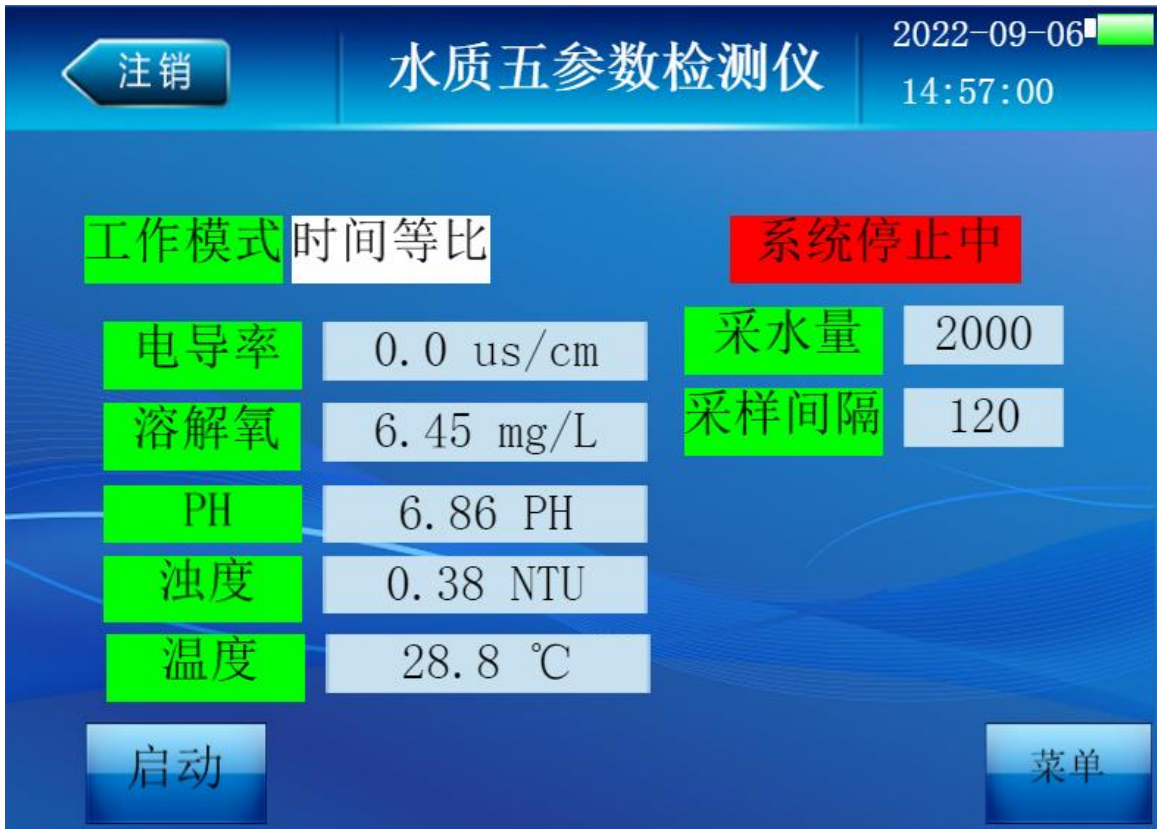 注销
水质五参数检测仪
2022-09-06
14:57:00
工作模式 时间等比
系统停止中
电导率 0.0 us/cm
采水量 2000
溶解氧 6.45 mg/L
采样间隔 120
PH 6.86 PH
浊度 0.38 NTU
温度 28.8 ℃
启动
菜单